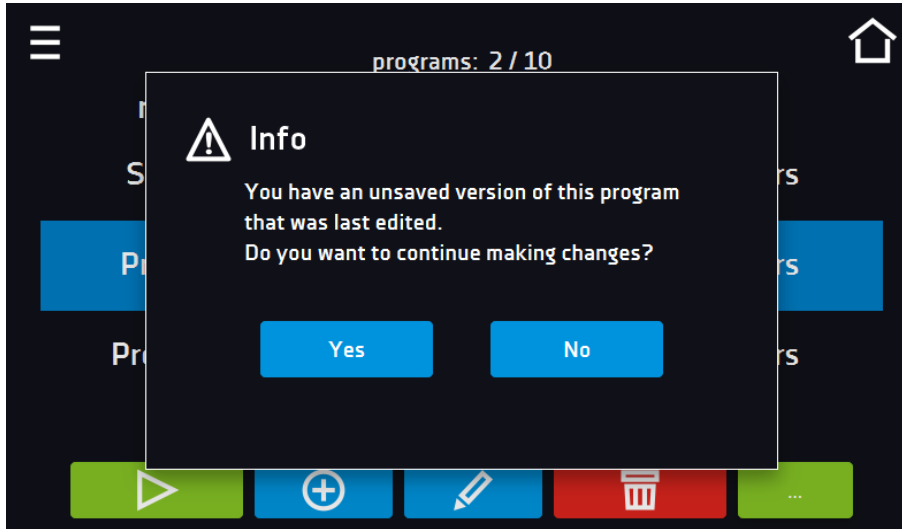 programs: 2 / 10
Info
You have an unsaved version of this program
that was last edited.
Do you want to continue making changes?
Yes
No
...